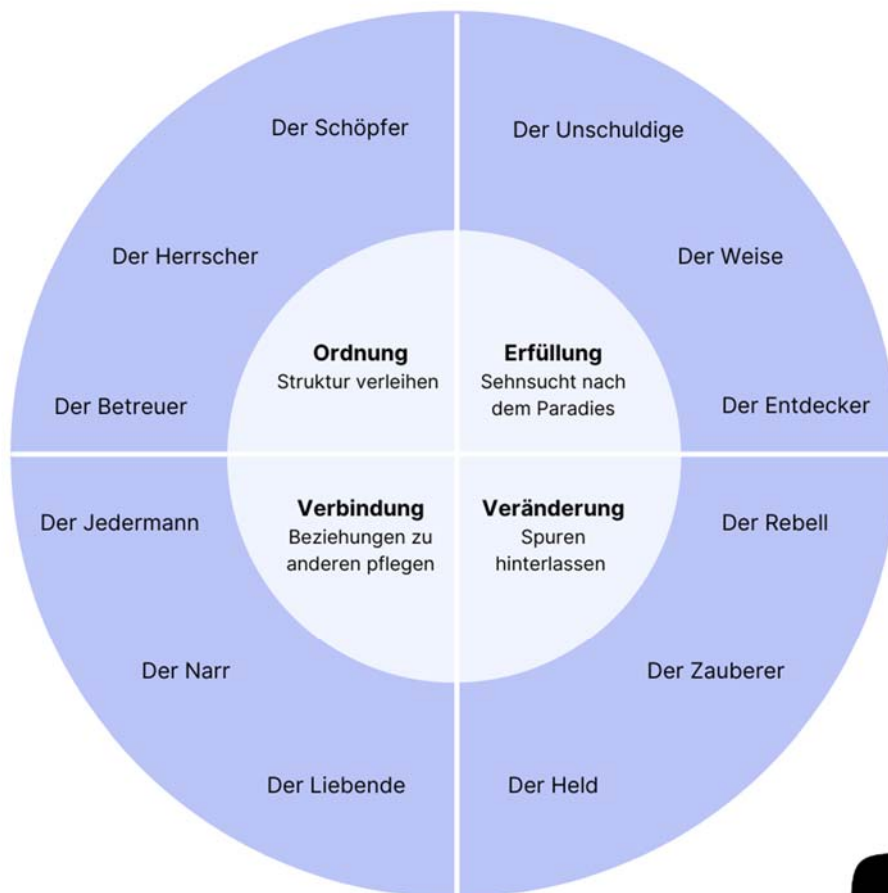 Der Schöpfer
Der Unschuldige
Der Herrscher
Der Weise
Der Betreuer
Der Entdecker
Ordnung
Struktur verleihen
Erfüllung
Sehnsucht nach
dem Paradies
Verbindung
Beziehungen zu
anderen pflegen
Veränderung
Spuren
hinterlassen
Der Jedermann
Der Rebell
Der Narr
Der Zauberer
Der Liebende
Der Held